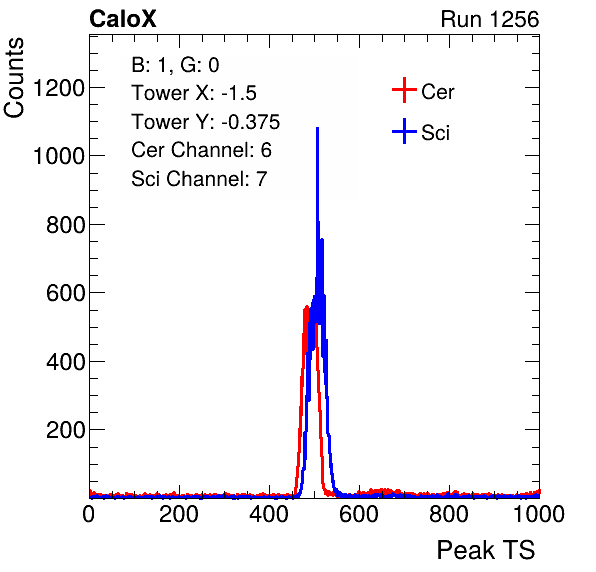 CaloX Run 1256
Counts
B: 1, G: 0
Tower X: -1.5
Tower Y: -0.375
Cer Channel: 6
Sci Channel: 7
Cer
Sci
1200
1000
800
600
400
200
0 200 400 600 800 1000
Peak TS